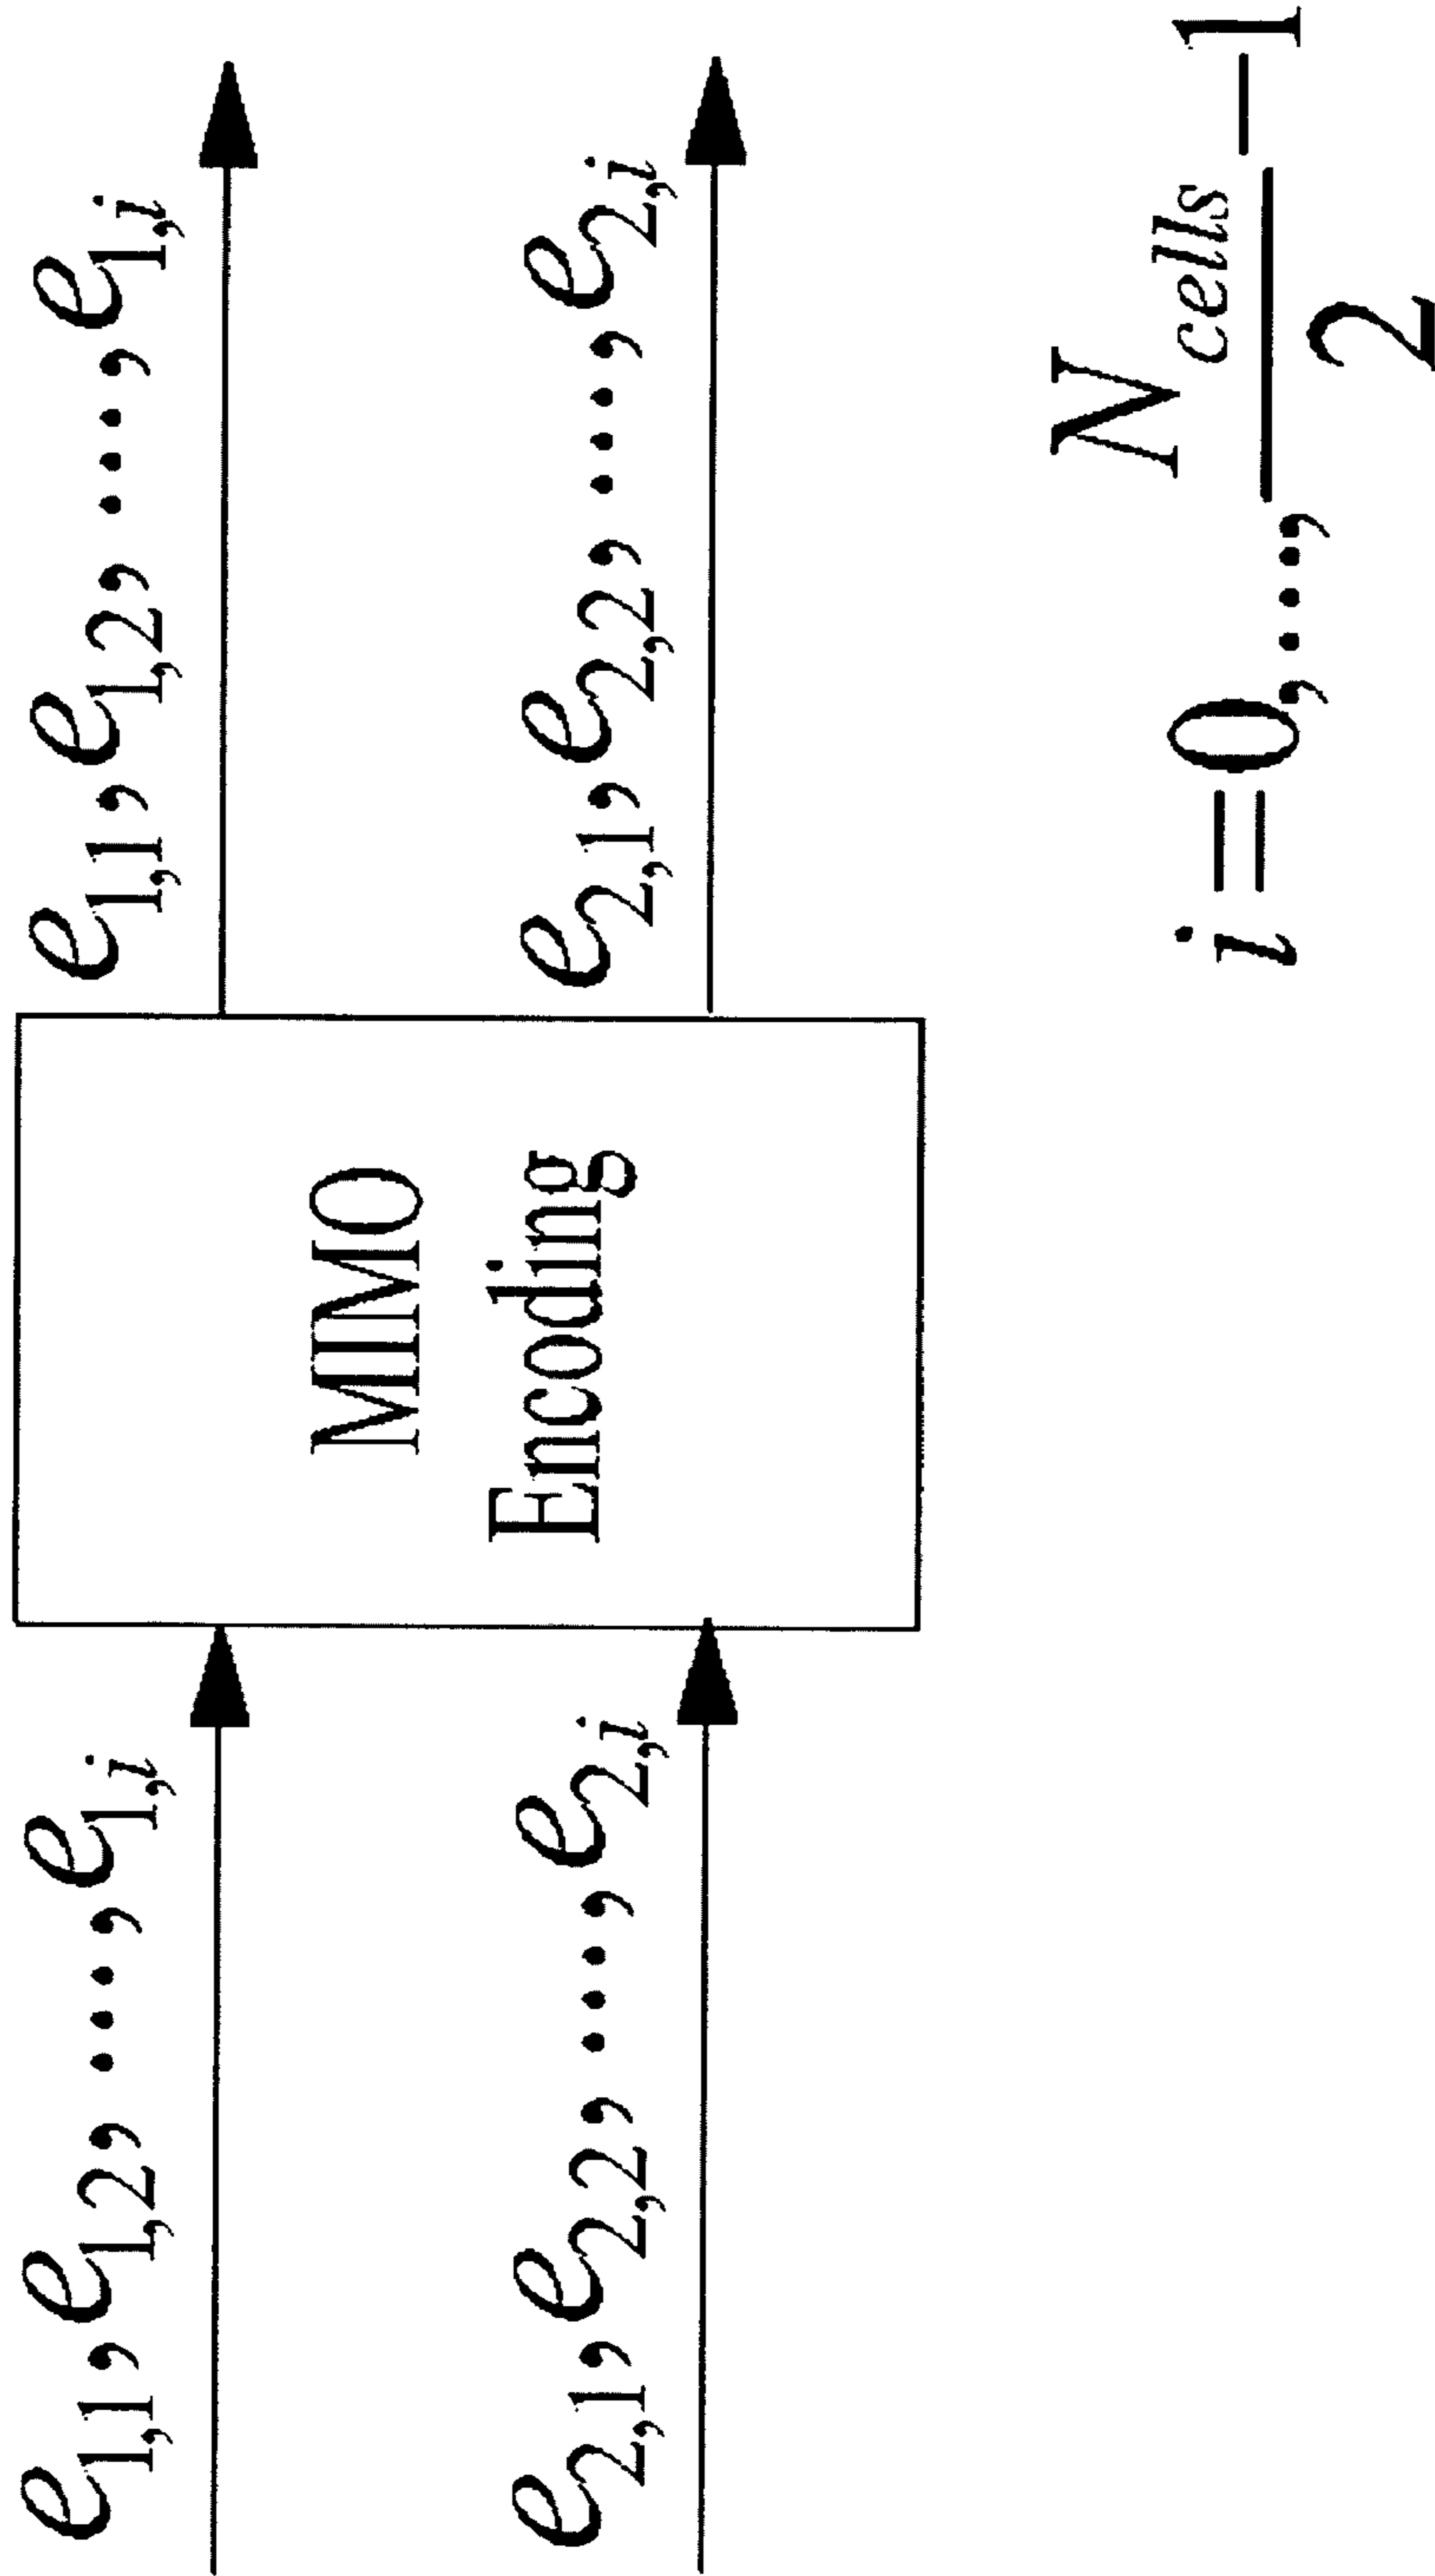 e1,1,e1,2,...,e1,i
e2,1,e2,2,...,e2,i
MIMO
Encoding
e1,1,e1,2,...,e1,i
e2,1,e2,2,...,e2,i
i=0,...,Ncells/2 −1